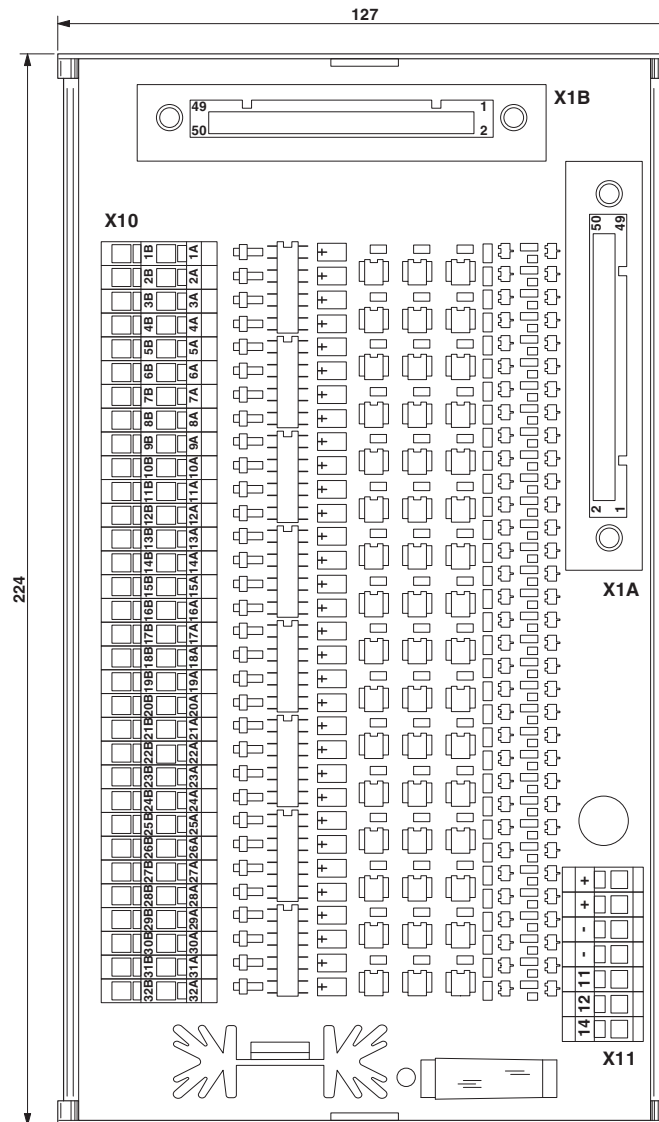 127
224
X1B
49 1
50 2
X10
50 49
2 1
X1A
1B 1A
2B 2A
3B 3A
4B 4A
5B 5A
6B 6A
7B 7A
8B 8A
9B 9A
10B 10A
11B 11A
12B 12A
13B 13A
14B 14A
15B 15A
16B 16A
17B 17A
18B 18A
19B 19A
20B 20A
21B 21A
22B 22A
23B 23A
24B 24A
25B 25A
26B 26A
27B 27A
28B 28A
29B 29A
30B 30A
31B 31A
32B 32A
+
+
-
-
11
12
14
X11